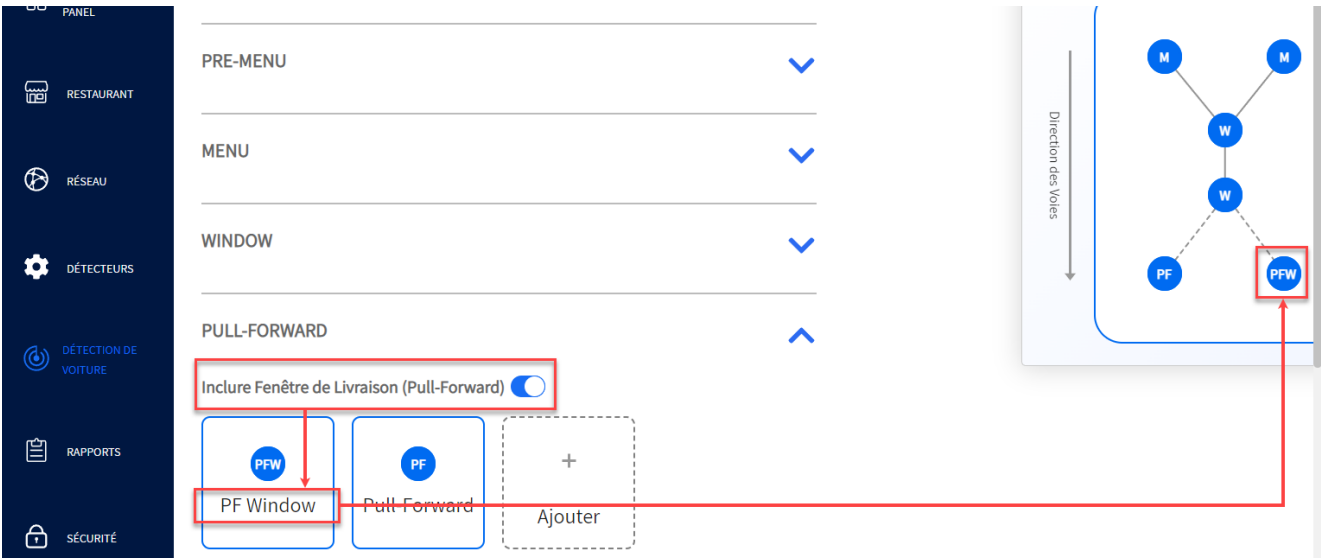 PANEL
RESTAURANT
RÉSEAU
DÉTECTEURS
DÉTECTION DE
VOITURE
RAPPORTS
SÉCURITÉ
PRE-MENU
MENU
WINDOW
PULL-FORWARD
Inclure Fenêtre de Livraison (Pull-Forward)
PFW
PF Window
PF
Pull-Forward
+
Ajouter
Direction des Voies
M
M
W
W
PF
PFW